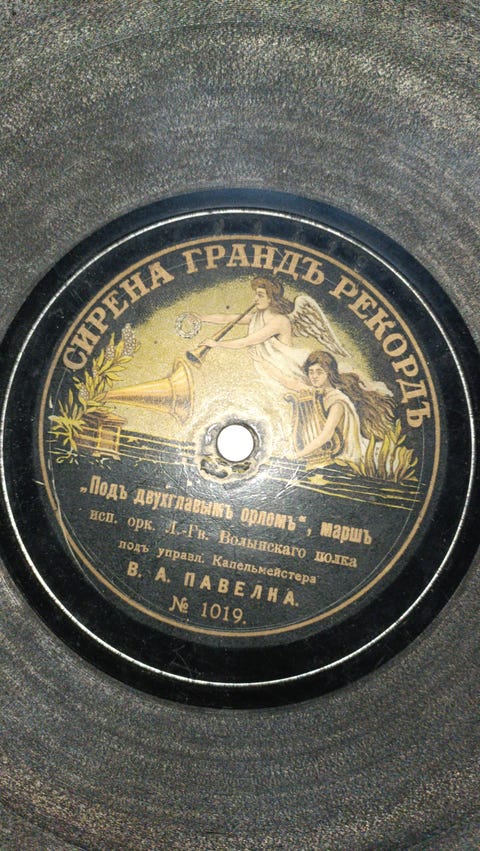 СИРЕНА ГРАНДЪ РЕКОРДЪ
„Подъ двухглавымъ орломъ“, маршъ
исп. орк. Л.-Гв. Волынскаго полка
подъ управл. Капельмейстера
В. А. ПАВЕЛКА.
№ 1019.